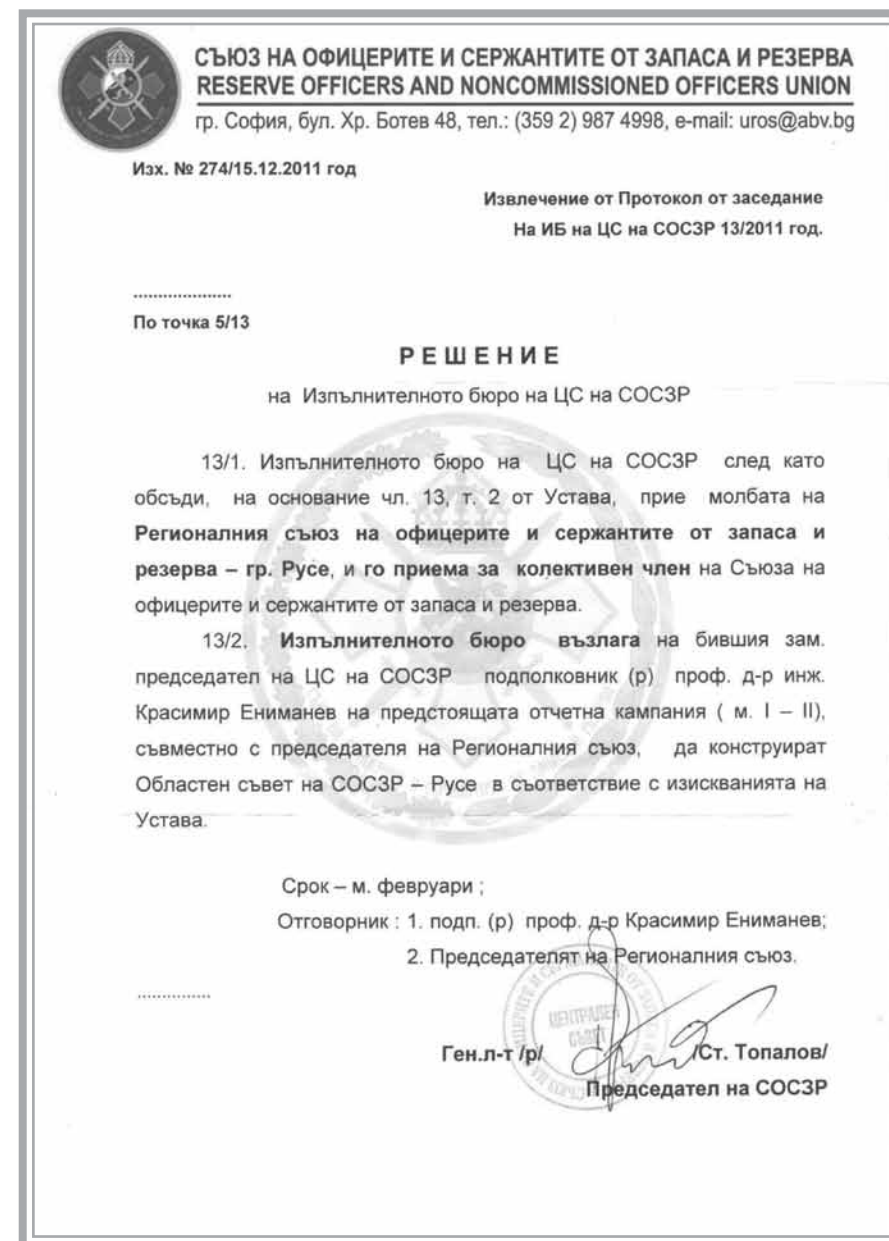 СЪЮЗ НА ОФИЦЕРИТЕ И СЕРЖАНТИТЕ ОТ ЗАПАСА И РЕЗЕРВА
RESERVE OFFICERS AND NONCOMMISSIONED OFFICERS UNION
гр. София, бул. Хр. Ботев 48, тел.: (359 2) 987 4998, e-mail: uros@abv.bg
Изх. № 274/15.12.2011 год
Извлечение от Протокол от заседание
На ИБ на ЦС на СОСЗР 13/2011 год.
....................
По точка 5/13
Р Е Ш Е Н И Е
на Изпълнителното бюро на ЦС на СОСЗР
13/1. Изпълнителното бюро на ЦС на СОСЗР след като
обсъди, на основание чл. 13, т. 2 от Устава, прие молбата на
Регионалния съюз на офицерите и сержантите от запаса и
резерва – гр. Русе, и го приема за колективен член на Съюза на
офицерите и сержантите от запаса и резерва.
13/2. Изпълнителното бюро възлага на бившия зам.
председател на ЦС на СОСЗР подполковник (р) проф. д-р инж.
Красимир Ениманев на предстоящата отчетна кампания ( м. I – II),
съвместно с председателя на Регионалния съюз, да конструират
Областен съвет на СОСЗР – Русе в съответствие с изискванията на
Устава.
Срок – м. февруари ;
Отговорник : 1. подп. (р) проф. д-р Красимир Ениманев;
2. Председателят на Регионалния съюз.
...............
ЦЕНТРАЛЕН
СЪВЕТ
Ген.л-т /р/ /Ст. Топалов/
Председател на СОСЗР